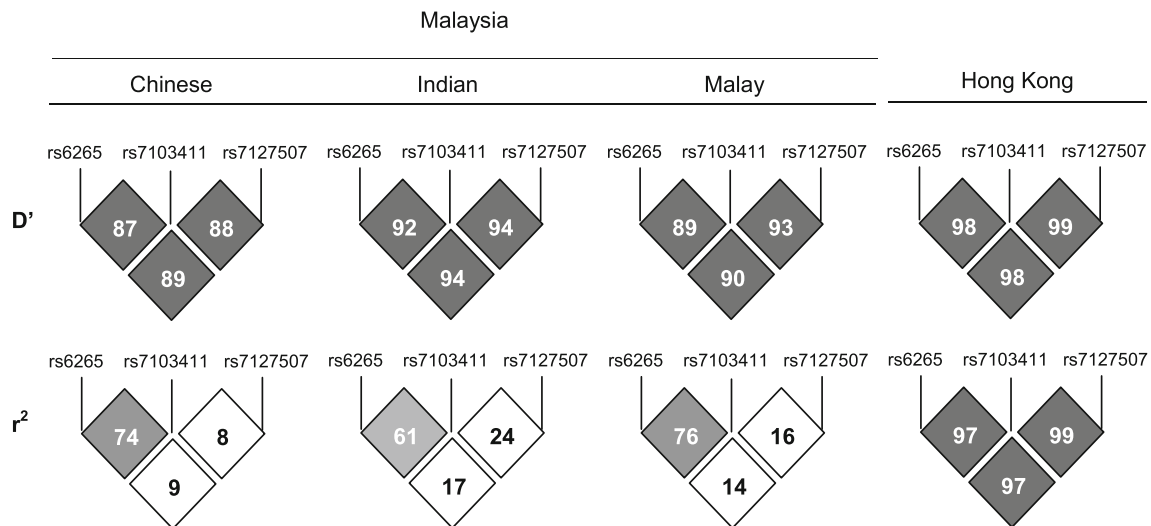 Malaysia
Chinese Indian Malay Hong Kong
rs6265 rs7103411 rs7127507 rs6265 rs7103411 rs7127507 rs6265 rs7103411 rs7127507 rs6265 rs7103411 rs7127507
D’ 87 88 92 94 89 93 98 99
89 94 90 98
rs6265 rs7103411 rs7127507 rs6265 rs7103411 rs7127507 rs6265 rs7103411 rs7127507 rs6265 rs7103411 rs7127507
r² 74 8 61 24 76 16 97 99
9 17 14 97